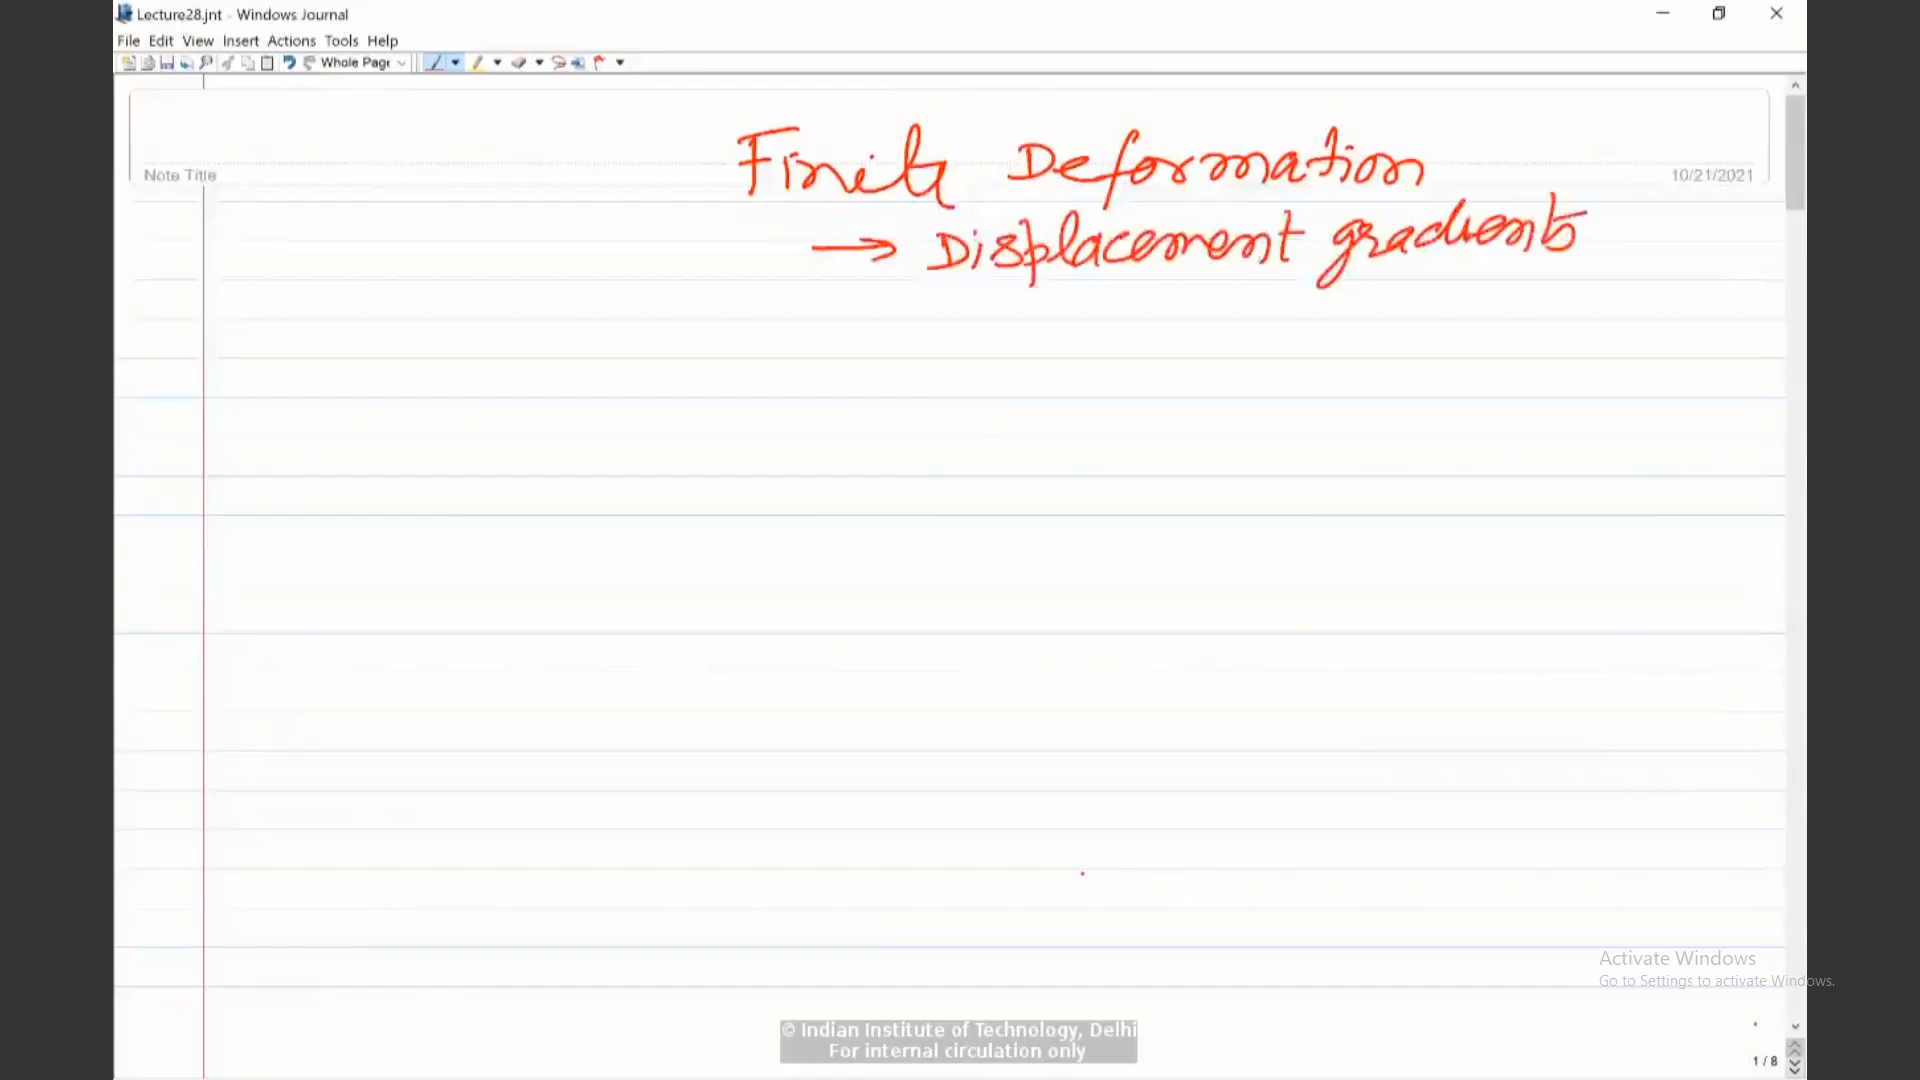 Lecture28.jnt - Windows Journal
File Edit View Insert Actions Tools Help
Whole Page
Finite Deformation
Note Title
10/21/2021
→ Displacement gradients
Activate Windows
Go to Settings to activate Windows.
© Indian Institute of Technology, Delhi
For internal circulation only
1 / 8